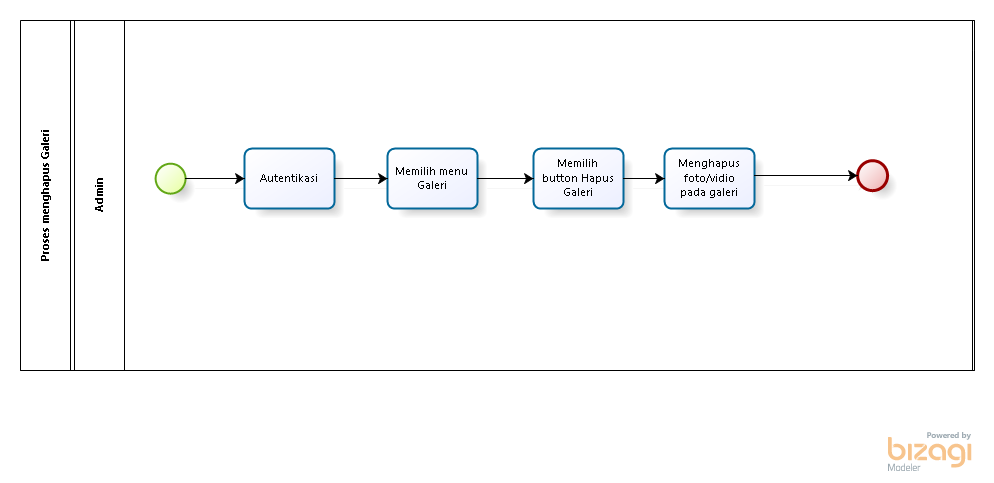 Proses menghapus Galeri
Admin
Autentikasi
Memilih menu
Galeri
Memilih
button Hapus
Galeri
Menghapus
foto/vidio
pada galeri
Powered by
bizagi
Modeler